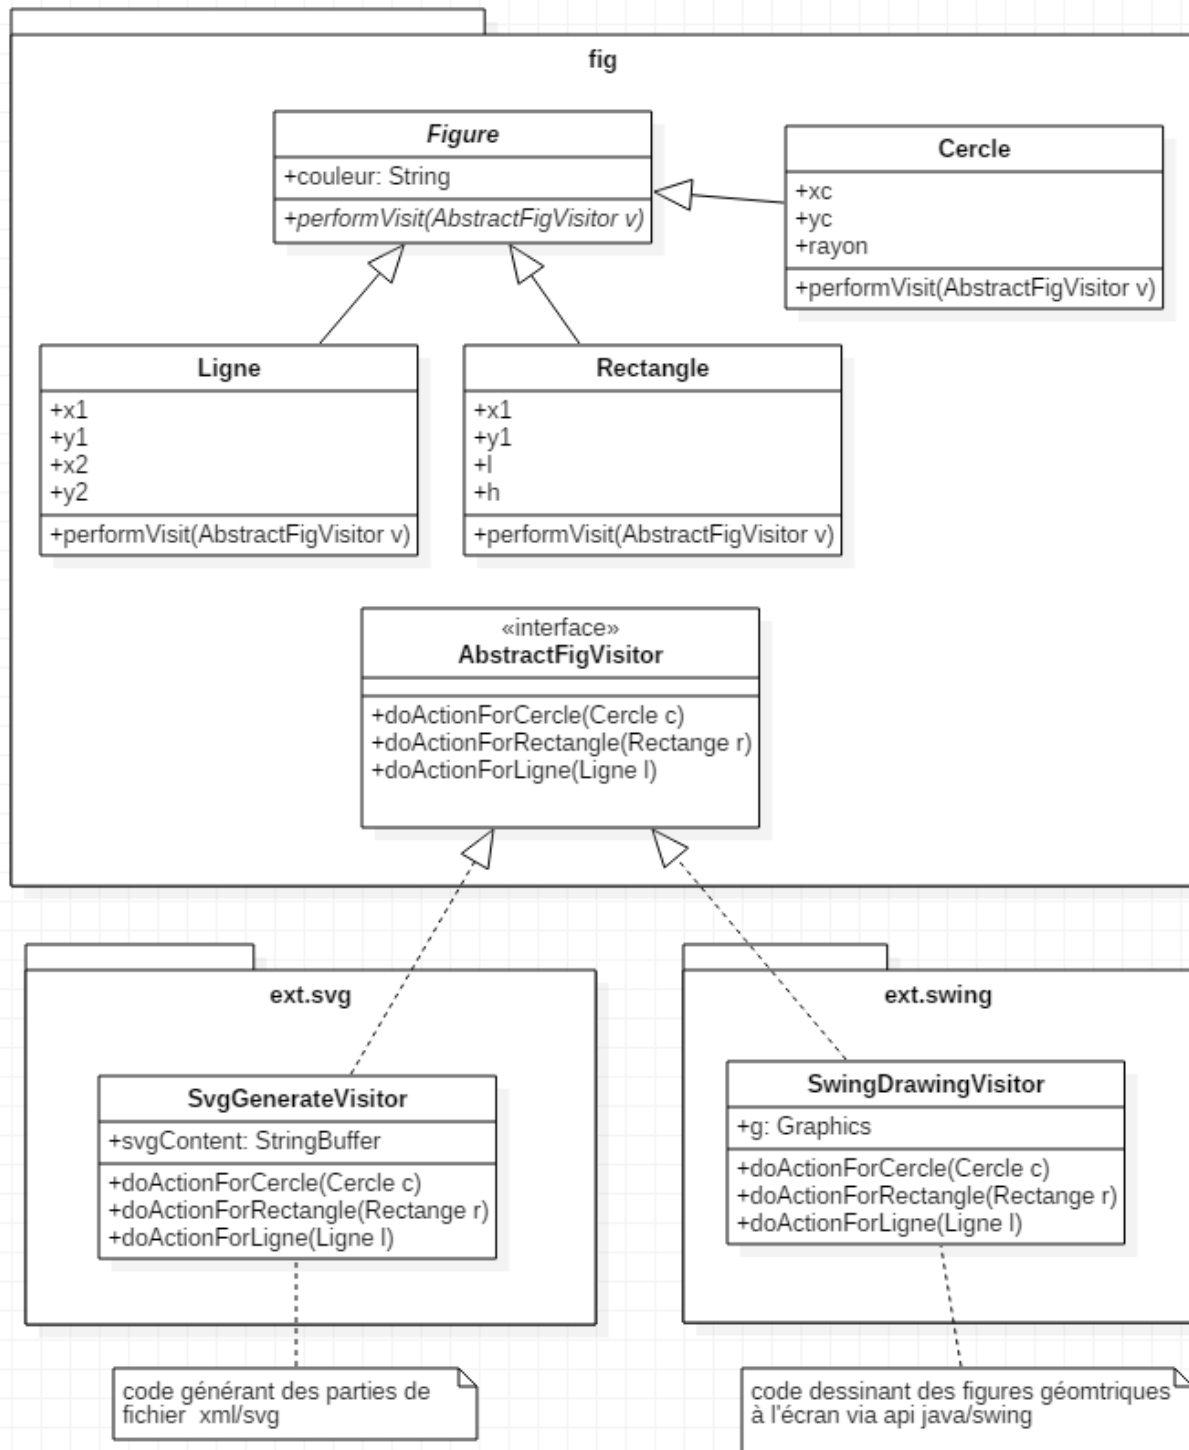 fig
Figure
+couleur: String
+performVisit(AbstractFigVisitor v)
Cercle
+xc
+yc
+rayon
+performVisit(AbstractFigVisitor v)
Ligne
+x1
+y1
+x2
+y2
+performVisit(AbstractFigVisitor v)
Rectangle
+x1
+y1
+l
+h
+performVisit(AbstractFigVisitor v)
«interface»
AbstractFigVisitor
+doActionForCercle(Cercle c)
+doActionForRectangle(Rectange r)
+doActionForLigne(Ligne l)
ext.svg
SvgGenerateVisitor
+svgContent: StringBuffer
+doActionForCercle(Cercle c)
+doActionForRectangle(Rectange r)
+doActionForLigne(Ligne l)
code générant des parties de
fichier  xml/svg
ext.swing
SwingDrawingVisitor
+g: Graphics
+doActionForCercle(Cercle c)
+doActionForRectangle(Rectange r)
+doActionForLigne(Ligne l)
code dessinant des figures géomtriques
à l'écran via api java/swing